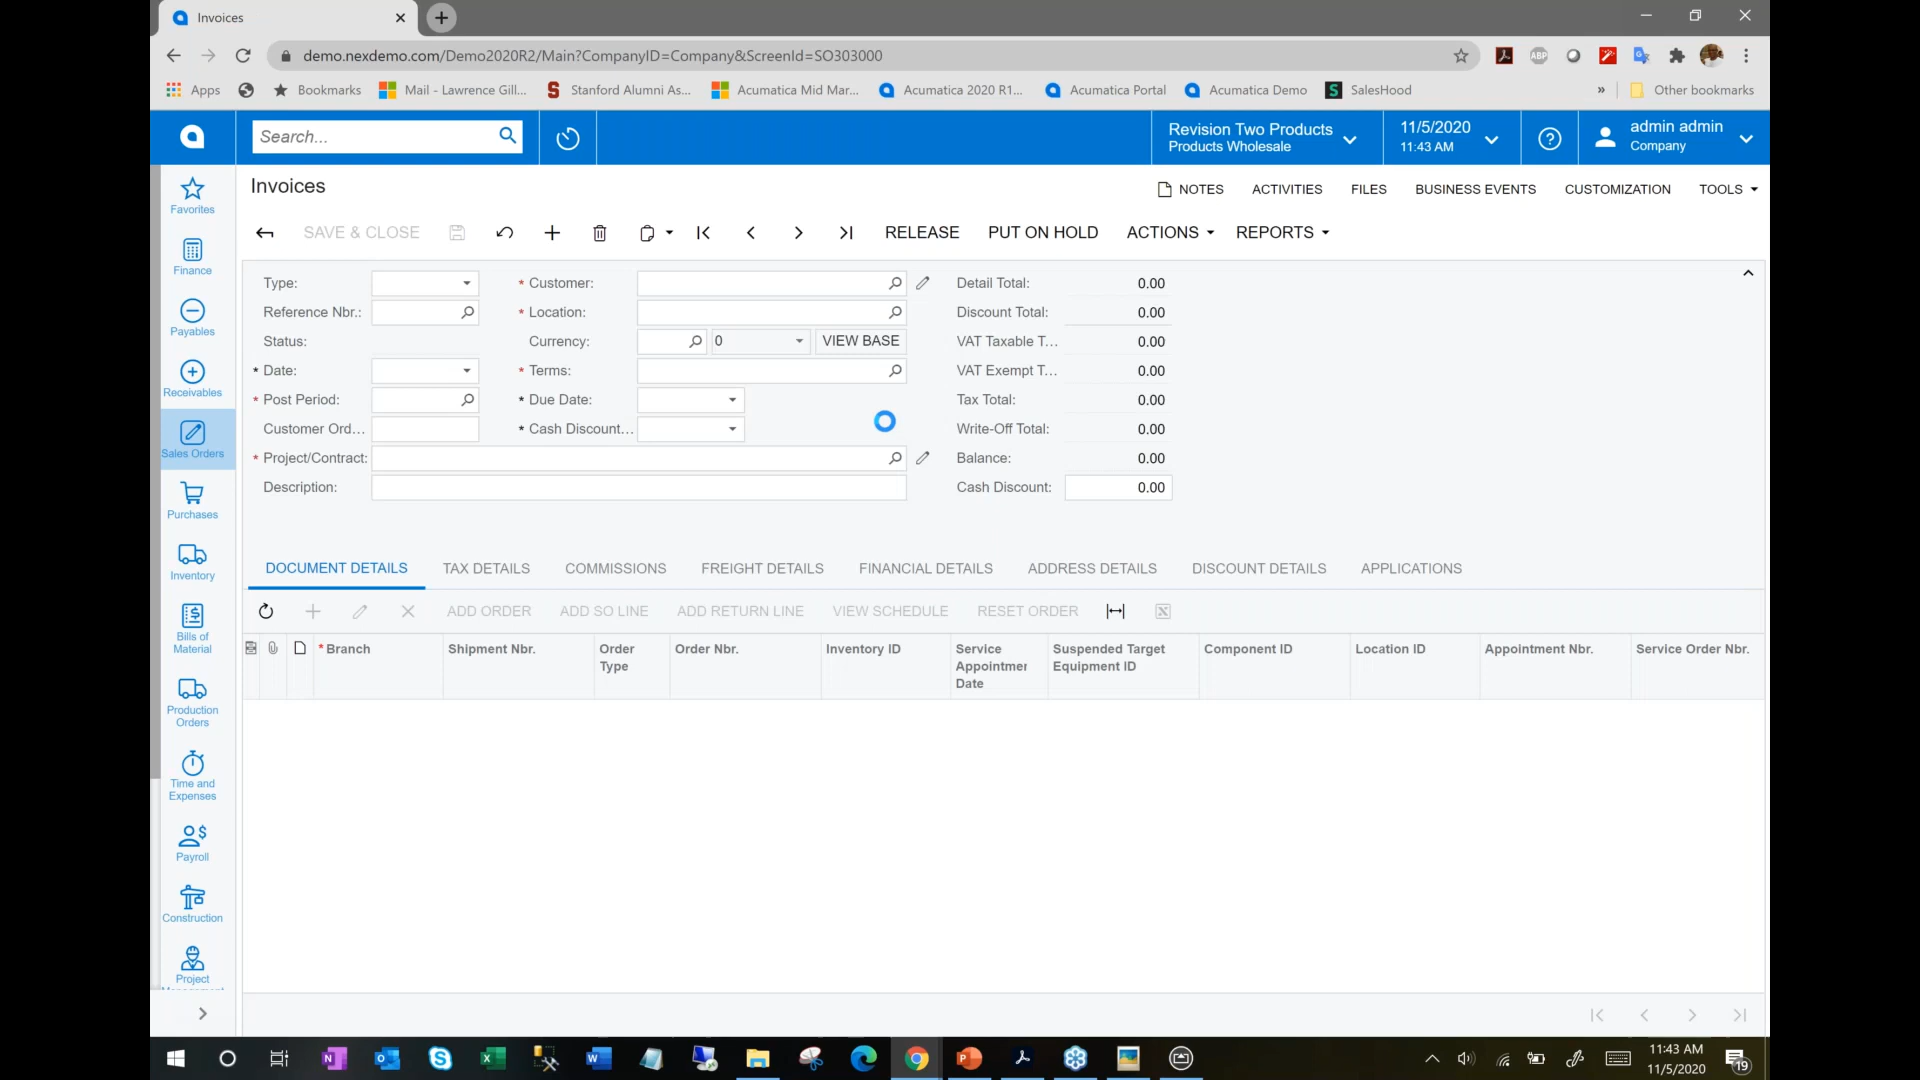 Invoices
demo.nexdemo.com/Demo2020R2/Main?CompanyID=Company&ScreenId=SO303000
ABP
Apps
Bookmarks
Mail - Lawrence Gill...
Stanford Alumni As...
Acumatica Mid Mar...
Acumatica 2020 R1...
Acumatica Portal
Acumatica Demo
SalesHood
»
Other bookmarks
Search...
Revision Two Products
Products Wholesale
11/5/2020
11:43 AM
admin admin
Company
Favorites
Finance
Payables
Receivables
Sales Orders
Purchases
Inventory
Bills of
Material
Production
Orders
Time and
Expenses
Payroll
Construction
Project
Invoices
NOTES
ACTIVITIES
FILES
BUSINESS EVENTS
CUSTOMIZATION
TOOLS
SAVE & CLOSE
RELEASE
PUT ON HOLD
ACTIONS
REPORTS
Type:
Reference Nbr.:
Status:
* Date:
* Post Period:
Customer Ord...
* Project/Contract:
Description:
* Customer:
* Location:
Currency:
0
VIEW BASE
* Terms:
* Due Date:
* Cash Discount...
Detail Total: 0.00
Discount Total: 0.00
VAT Taxable T... 0.00
VAT Exempt T... 0.00
Tax Total: 0.00
Write-Off Total: 0.00
Balance: 0.00
Cash Discount: 0.00
DOCUMENT DETAILS
TAX DETAILS
COMMISSIONS
FREIGHT DETAILS
FINANCIAL DETAILS
ADDRESS DETAILS
DISCOUNT DETAILS
APPLICATIONS
ADD ORDER
ADD SO LINE
ADD RETURN LINE
VIEW SCHEDULE
RESET ORDER
* Branch
Shipment Nbr.
Order
Type
Order Nbr.
Inventory ID
Service
Appointmer
Date
Suspended Target
Equipment ID
Component ID
Location ID
Appointment Nbr.
Service Order Nbr.
11:43 AM
11/5/2020
19